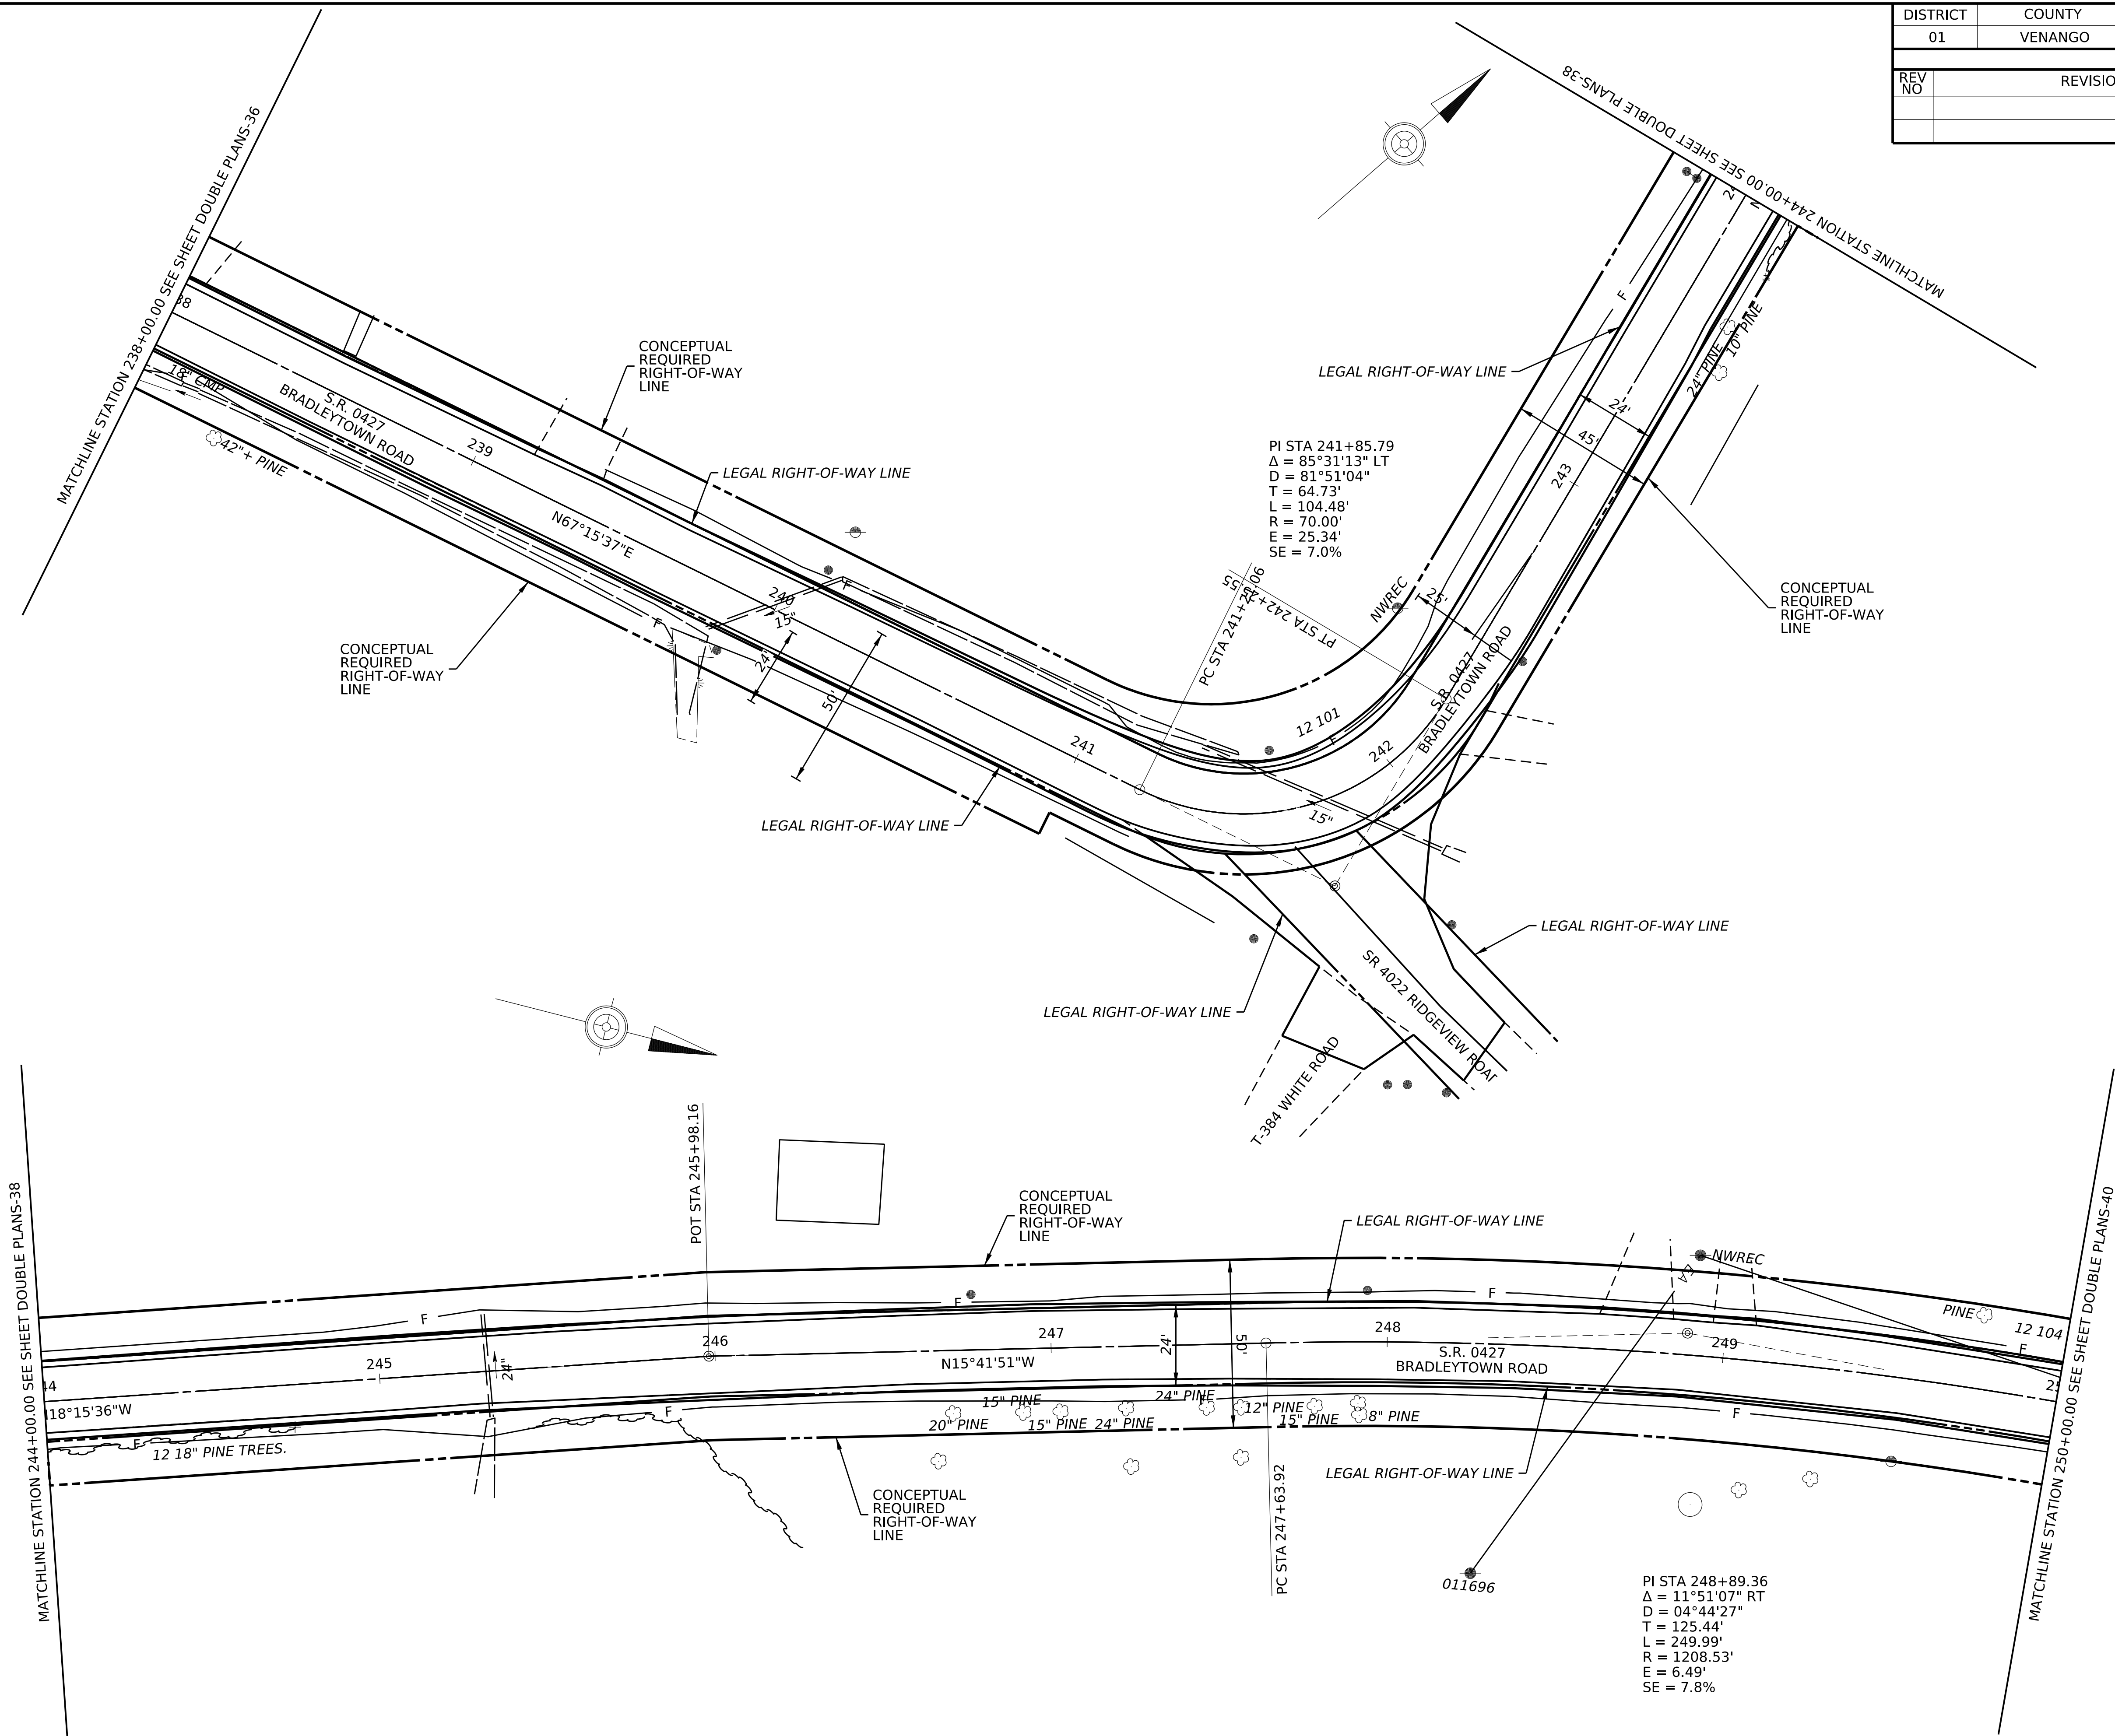 DISTRICT COUNTY
01 VENANGO
REV
NO
REVISIO
MATCHLINE STATION 238+00.00 SEE SHEET DOUBLE PLANS-36
MATCHLINE STATION 244+00.00 SEE SHEET DOUBLE PLANS-38
38
18" CMP
42"+ PINE
S.R. 0427
BRADLEYTOWN ROAD
239
CONCEPTUAL
REQUIRED
RIGHT-OF-WAY
LINE
LEGAL RIGHT-OF-WAY LINE
N67°15'37"E
CONCEPTUAL
REQUIRED
RIGHT-OF-WAY
LINE
F
240
15"
F
24'
50'
241
LEGAL RIGHT-OF-WAY LINE
PC STA 241+21.06
PI STA 241+85.79
Δ = 85°31'13" LT
D = 81°51'04"
T = 64.73'
L = 104.48'
R = 70.00'
E = 25.34'
SE = 7.0%
LEGAL RIGHT-OF-WAY LINE
F
24" PINE
10" PINE
24'
45'
243
NWREC
25'
S.R. 0427
BRADLEYTOWN ROAD
CONCEPTUAL
REQUIRED
RIGHT-OF-WAY
LINE
12 101
F
242
15"
LEGAL RIGHT-OF-WAY LINE
LEGAL RIGHT-OF-WAY LINE
SR 4022 RIDGEVIEW ROA
T-384 WHITE ROAD
MATCHLINE STATION 244+00.00 SEE SHEET DOUBLE PLANS-38
POT STA 245+98.16
CONCEPTUAL
REQUIRED
RIGHT-OF-WAY
LINE
LEGAL RIGHT-OF-WAY LINE
NWREC
EA
PINE
12 104
F
F
F
F
44
245
24"
246
247
24'
50'
248
249
N18°15'36"W
N15°41'51"W
S.R. 0427
BRADLEYTOWN ROAD
F
12 18" PINE TREES.
F
20" PINE
15" PINE
15" PINE
24" PINE
24" PINE
F
12" PINE
15" PINE
8" PINE
F
CONCEPTUAL
REQUIRED
RIGHT-OF-WAY
LINE
PC STA 247+63.92
LEGAL RIGHT-OF-WAY LINE
011696
PI STA 248+89.36
Δ = 11°51'07" RT
D = 04°44'27"
T = 125.44'
L = 249.99'
R = 1208.53'
E = 6.49'
SE = 7.8%
MATCHLINE STATION 250+00.00 SEE SHEET DOUBLE PLANS-40